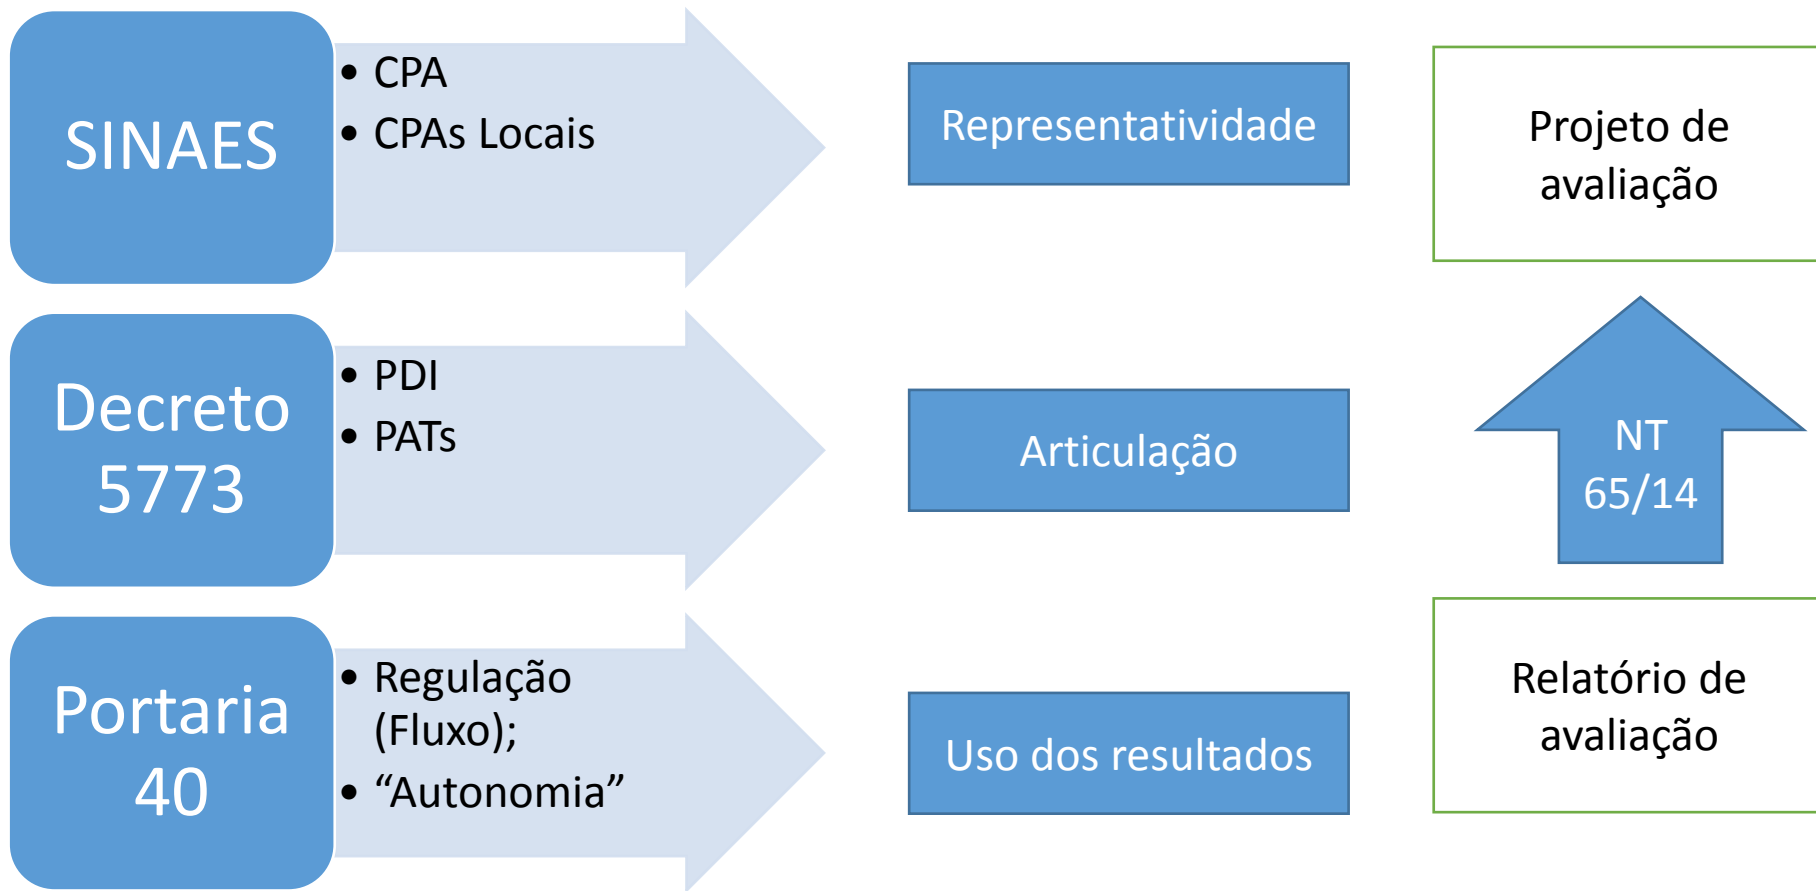 SINAES
• CPA
• CPAs Locais
Representatividade
Projeto de
avaliação
Decreto
5773
• PDI
• PATs
Articulação
NT
65/14
Portaria
40
• Regulação
(Fluxo);
• “Autonomia”
Uso dos resultados
Relatório de
avaliação